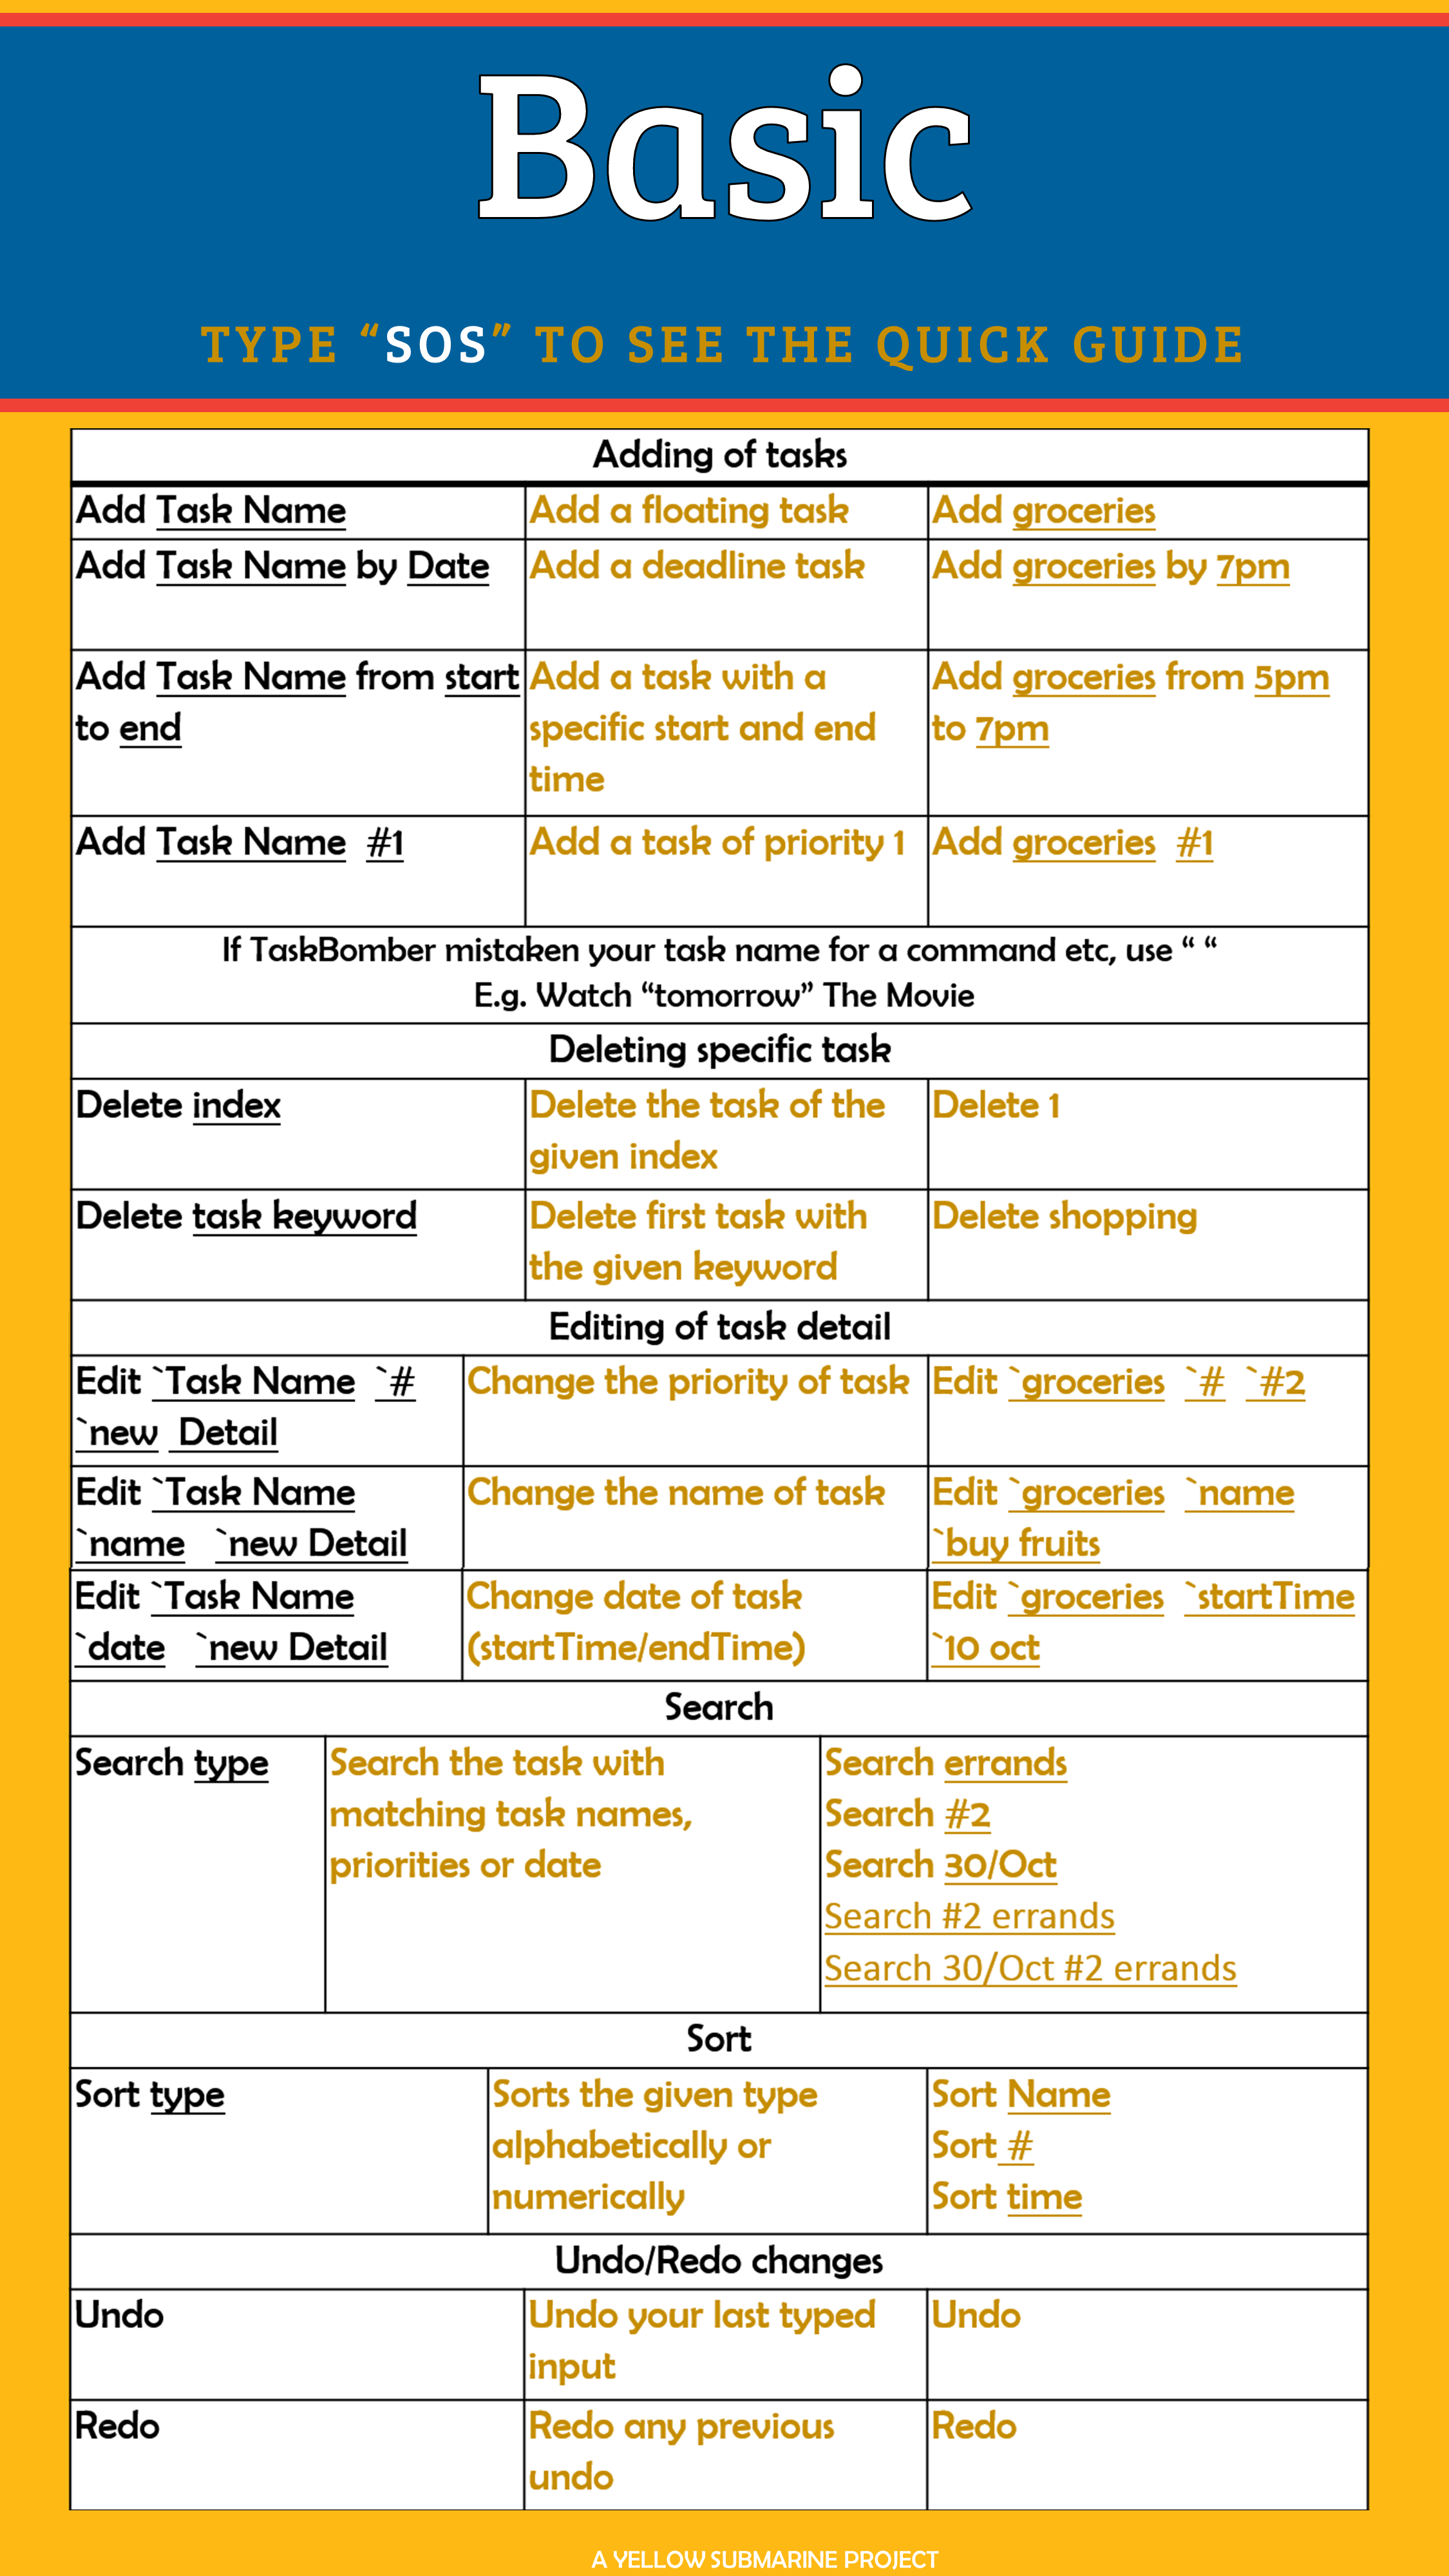 Basic
TYPE “SOS” TO SEE THE QUICK GUIDE
Adding of tasks
Add Task Name
Add a floating task
Add groceries
Add Task Name by Date
Add a deadline task
Add groceries by 7pm
Add Task Name from start
to end
Add a task with a
specific start and end
time
Add groceries from 5pm
to 7pm
Add Task Name #1
Add a task of priority 1
Add groceries #1
If TaskBomber mistaken your task name for a command etc, use “ “
E.g. Watch “tomorrow” The Movie
Deleting specific task
Delete index
Delete the task of the
given index
Delete 1
Delete task keyword
Delete first task with
the given keyword
Delete shopping
Editing of task detail
Edit `Task Name `#
`new Detail
Change the priority of task
Edit `groceries `# `#2
Edit `Task Name
`name `new Detail
Change the name of task
Edit `groceries `name
`buy fruits
Edit `Task Name
`date `new Detail
Change date of task
(startTime/endTime)
Edit `groceries `startTime
`10 oct
Search
Search type
Search the task with
matching task names,
priorities or date
Search errands
Search #2
Search 30/Oct
Search #2 errands
Search 30/Oct #2 errands
Sort
Sort type
Sorts the given type
alphabetically or
numerically
Sort Name
Sort #
Sort time
Undo/Redo changes
Undo
Undo your last typed
input
Undo
Redo
Redo any previous
undo
Redo
A YELLOW SUBMARINE PROJECT